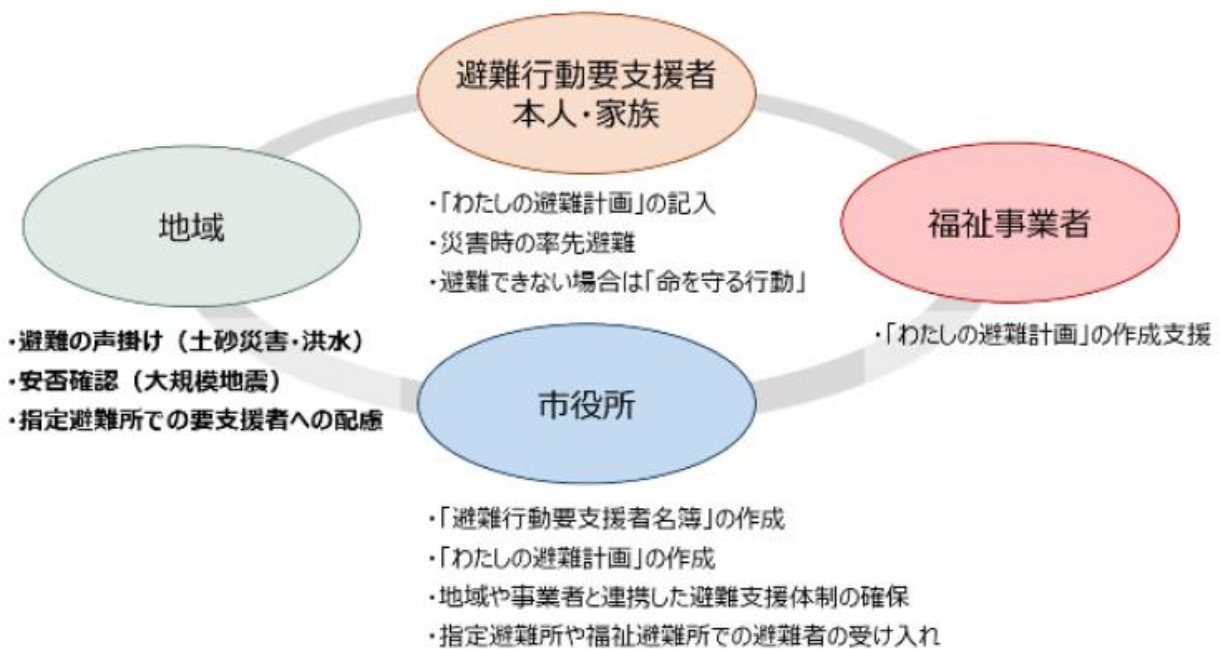 避難行動要支援者
本人・家族
・「わたしの避難計画」の記入
・災害時の率先避難
・避難できない場合は「命を守る行動」
地域
・避難の声掛け（土砂災害・洪水）
・安否確認（大規模地震）
・指定避難所での要支援者への配慮
福祉事業者
・「わたしの避難計画」の作成支援
市役所
・「避難行動要支援者名簿」の作成
・「わたしの避難計画」の作成
・地域や事業者と連携した避難支援体制の確保
・指定避難所や福祉避難所での避難者の受け入れ